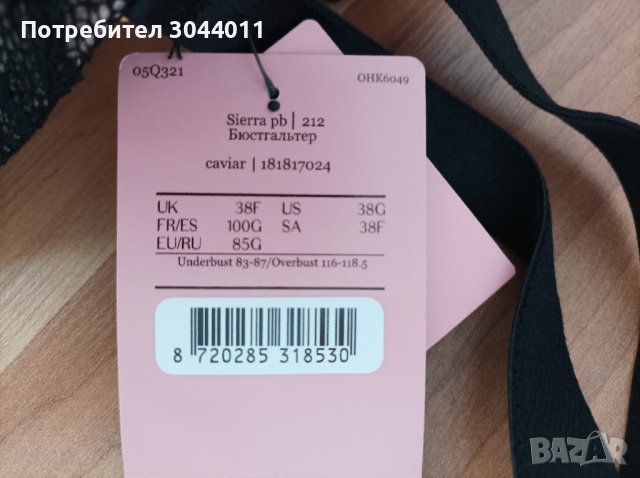 Потребител 3044011
05Q321
OHK6049
Sierra pb | 212
Бюстгальтер
caviar | 181817024
UK 38F US 38G
FR/ES 100G SA 38F
EU/RU 85G
Underbust 83-87/Overbust 116-118.5
8 720285 318530
BAZAR